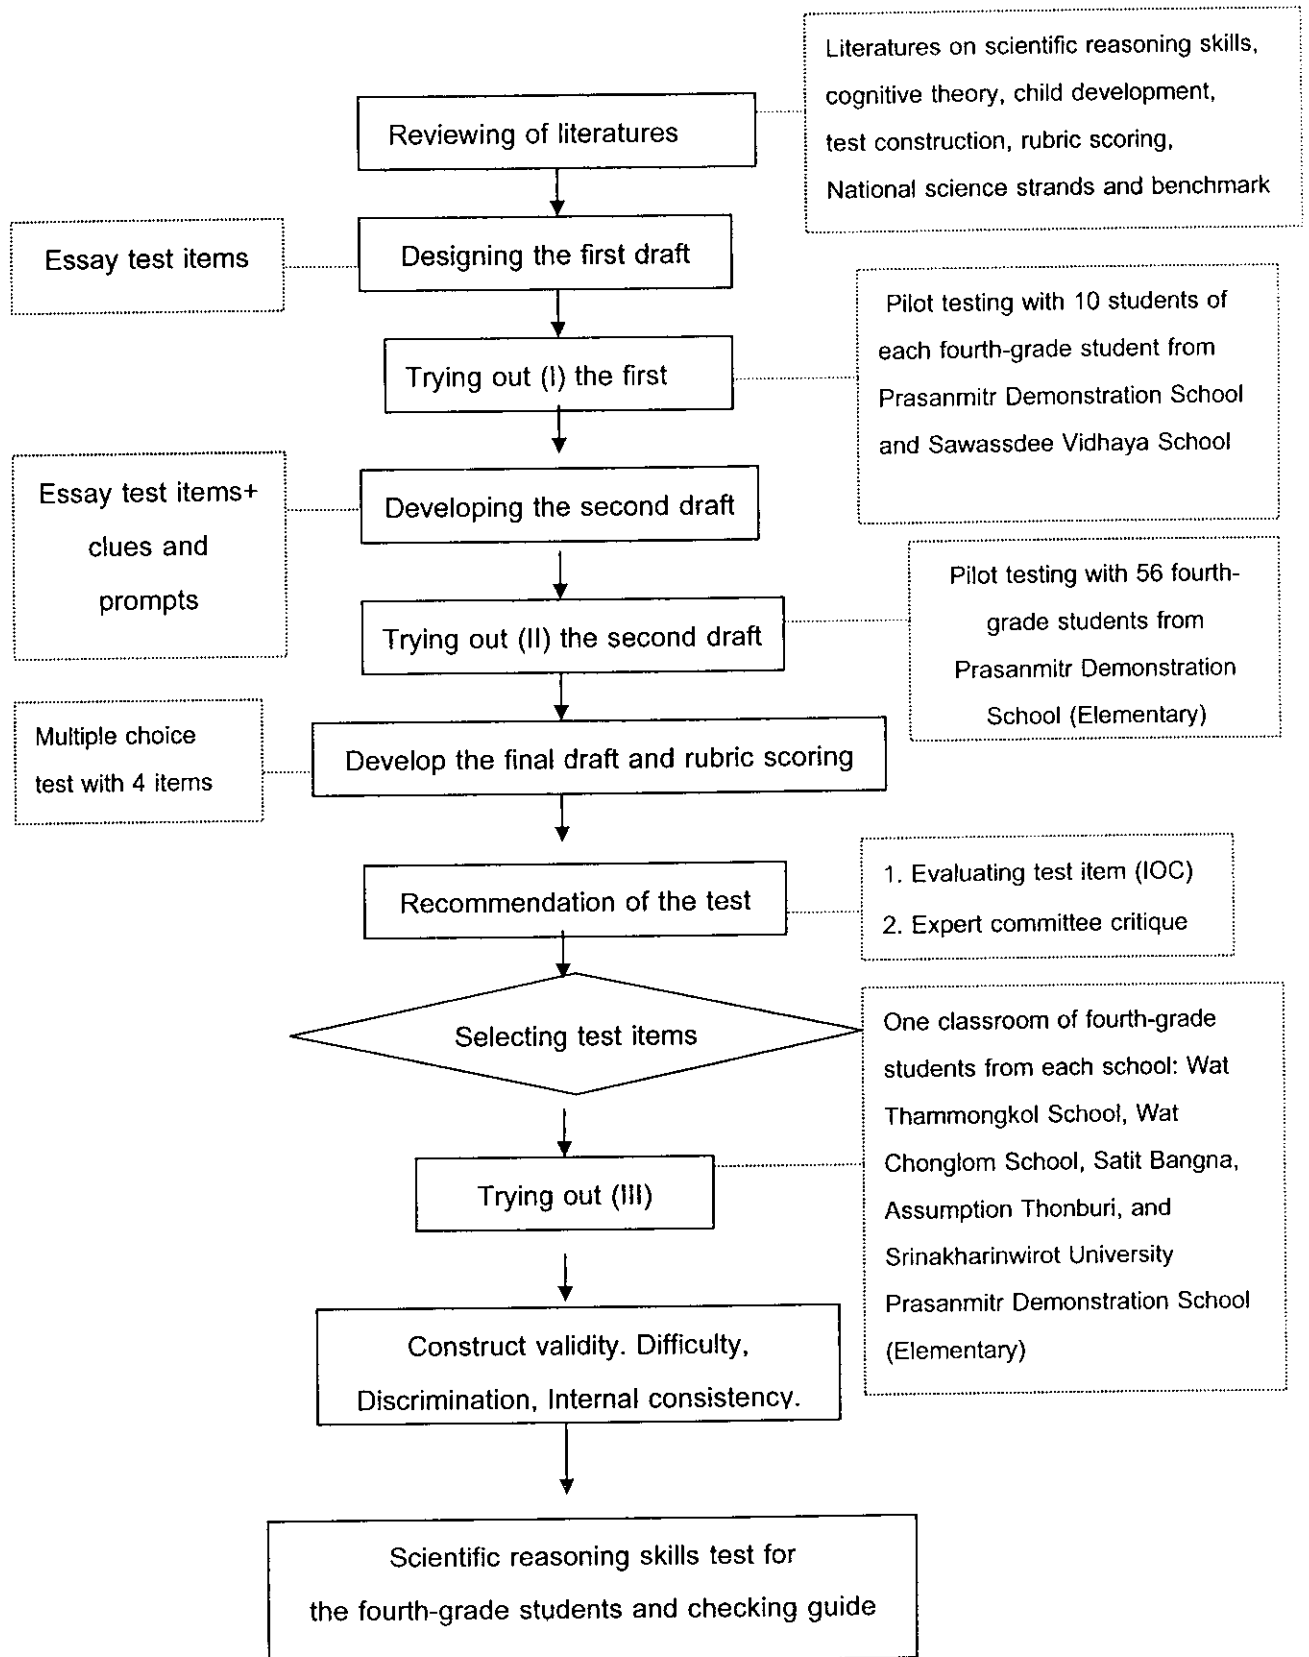 Literatures on scientific reasoning skills,
cognitive theory, child development,
test construction, rubric scoring,
National science strands and benchmark
Reviewing of literatures
Essay test items
Designing the first draft
Pilot testing with 10 students of
each fourth-grade student from
Prasanmitr Demonstration School
and Sawassdee Vidhaya School
Trying out (I) the first
Essay test items+
clues and
prompts
Developing the second draft
Pilot testing with 56 fourth-
grade students from
Prasanmitr Demonstration
School (Elementary)
Trying out (II) the second draft
Multiple choice
test with 4 items
Develop the final draft and rubric scoring
Recommendation of the test
1. Evaluating test item (IOC)
2. Expert committee critique
Selecting test items
One classroom of fourth-grade
students from each school: Wat
Thammongkol School, Wat
Chonglom School, Satit Bangna,
Assumption Thonburi, and
Srinakharinwirot University
Prasanmitr Demonstration School
(Elementary)
Trying out (III)
Construct validity. Difficulty,
Discrimination, Internal consistency.
Scientific reasoning skills test for
the fourth-grade students and checking guide